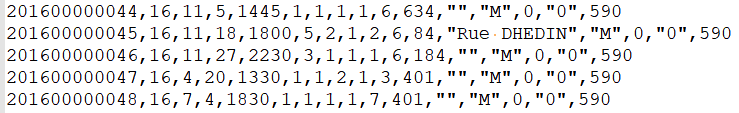 201600000044,16,11,5,1445,1,1,1,1,6,634,"","M",0,"0",590
201600000045,16,11,18,1800,5,2,1,2,6,84,"Rue DHEDIN","M",0,"0",590
201600000046,16,11,27,2230,3,1,1,1,6,184,"","M",0,"0",590
201600000047,16,4,20,1330,1,1,2,1,3,401,"","M",0,"0",590
201600000048,16,7,4,1830,1,1,1,1,7,401,"","M",0,"0",590